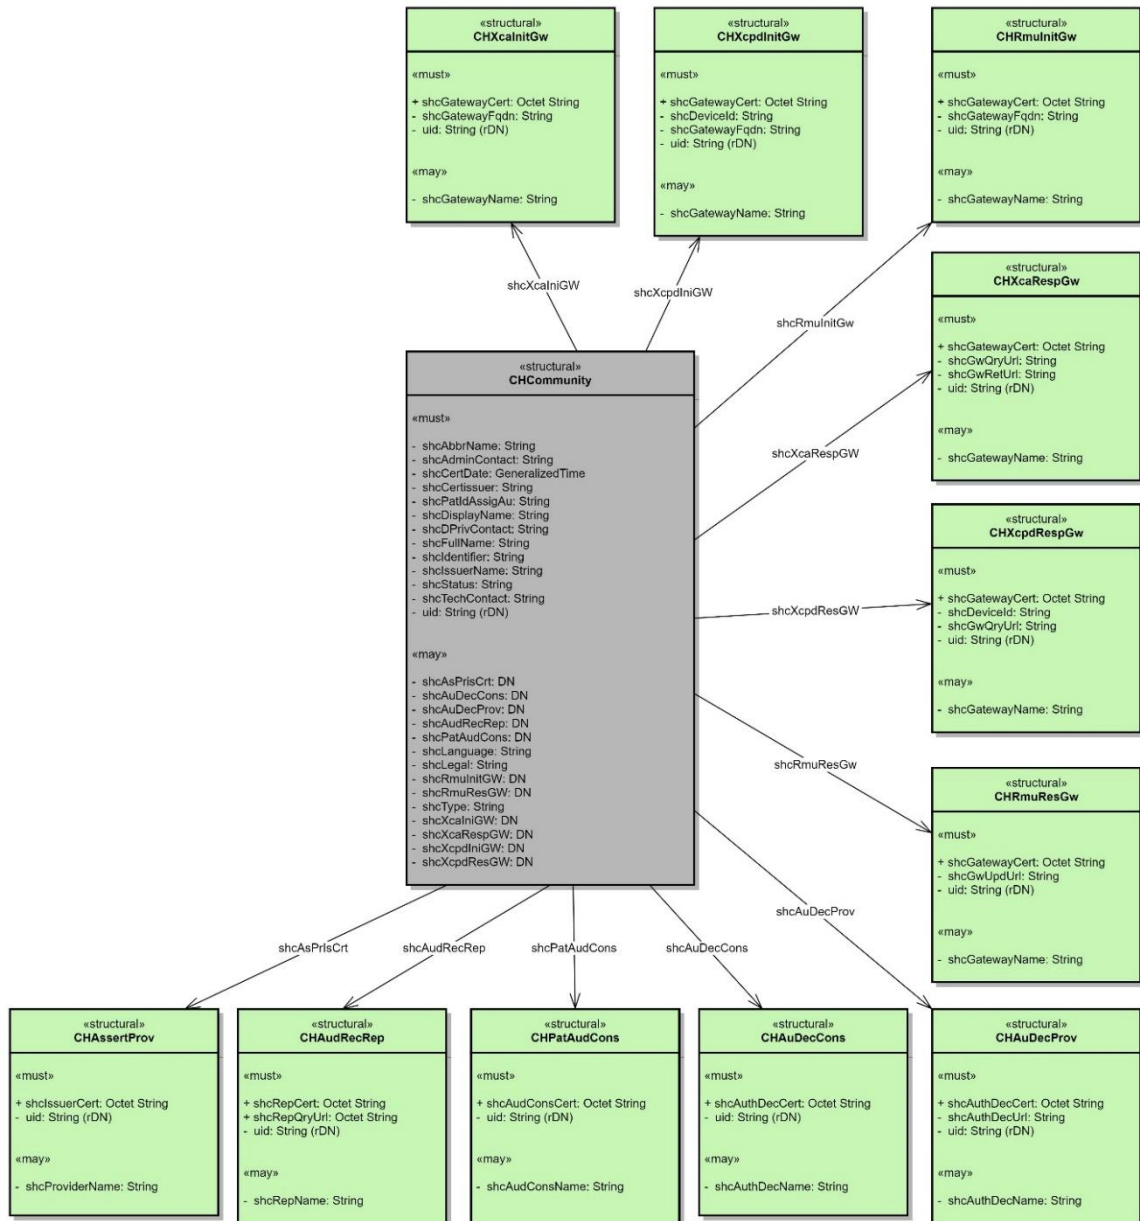 «structural»
CHXcaInitGw
«must»
+ shcGatewayCert: Octet String
- shcGatewayFqdn: String
- uid: String (rDN)
«may»
- shcGatewayName: String
«structural»
CHXcpdInitGw
«must»
+ shcGatewayCert: Octet String
- shcDeviceId: String
- shcGatewayFqdn: String
- uid: String (rDN)
«may»
- shcGatewayName: String
«structural»
CHRmuInitGw
«must»
+ shcGatewayCert: Octet String
- shcGatewayFqdn: String
- uid: String (rDN)
«may»
- shcGatewayName: String
shcXcaIniGW
shcXcpdIniGW
shcRmuInitGw
«structural»
CHXcaRespGw
«must»
+ shcGatewayCert: Octet String
- shcGwQryUrl: String
- shcGwRetUrl: String
- uid: String (rDN)
«may»
- shcGatewayName: String
«structural»
CHCommunity
«must»
- shcAbbrName: String
- shcAdminContact: String
- shcCertDate: GeneralizedTime
- shcCertissuer: String
- shcPatIdAssigAu: String
- shcDisplayName: String
- shcDPrivContact: String
- shcFullName: String
- shcIdentifier: String
- shcIssuerName: String
- shcStatus: String
- shcTechContact: String
- uid: String (rDN)
«may»
- shcAsPrisCrt: DN
- shcAuDecCons: DN
- shcAuDecProv: DN
- shcAudRecRep: DN
- shcPatAudCons: DN
- shcLanguage: String
- shcLegal: String
- shcRmuInitGW: DN
- shcRmuResGW: DN
- shcType: String
- shcXcaIniGW: DN
- shcXcaRespGW: DN
- shcXcpdIniGW: DN
- shcXcpdResGW: DN
shcXcaRespGW
«structural»
CHXcpdRespGw
«must»
+ shcGatewayCert: Octet String
- shcDeviceId: String
- shcGwQryUrl: String
- uid: String (rDN)
«may»
- shcGatewayName: String
shcXcpdResGW
shcRmuResGw
«structural»
CHRmuResGw
«must»
+ shcGatewayCert: Octet String
- shcGwUpdUrl: String
- uid: String (rDN)
«may»
- shcGatewayName: String
shcAuDecProv
shcAsPrIsCrt
shcAudRecRep
shcPatAudCons
shcAuDecCons
«structural»
CHAssertProv
«must»
+ shcIssuerCert: Octet String
- uid: String (rDN)
«may»
- shcProviderName: String
«structural»
CHAudRecRep
«must»
+ shcRepCert: Octet String
+ shcRepQryUrl: Octet String
- uid: String (rDN)
«may»
- shcRepName: String
«structural»
CHPatAudCons
«must»
+ shcAudConsCert: Octet String
- uid: String (rDN)
«may»
- shcAudConsName: String
«structural»
CHAuDecCons
«must»
+ shcAuthDecCert: Octet String
- uid: String (rDN)
«may»
- shcAuthDecName: String
«structural»
CHAuDecProv
«must»
+ shcAuthDecCert: Octet String
- shcAuthDecUrl: String
- uid: String (rDN)
«may»
- shcAuthDecName: String